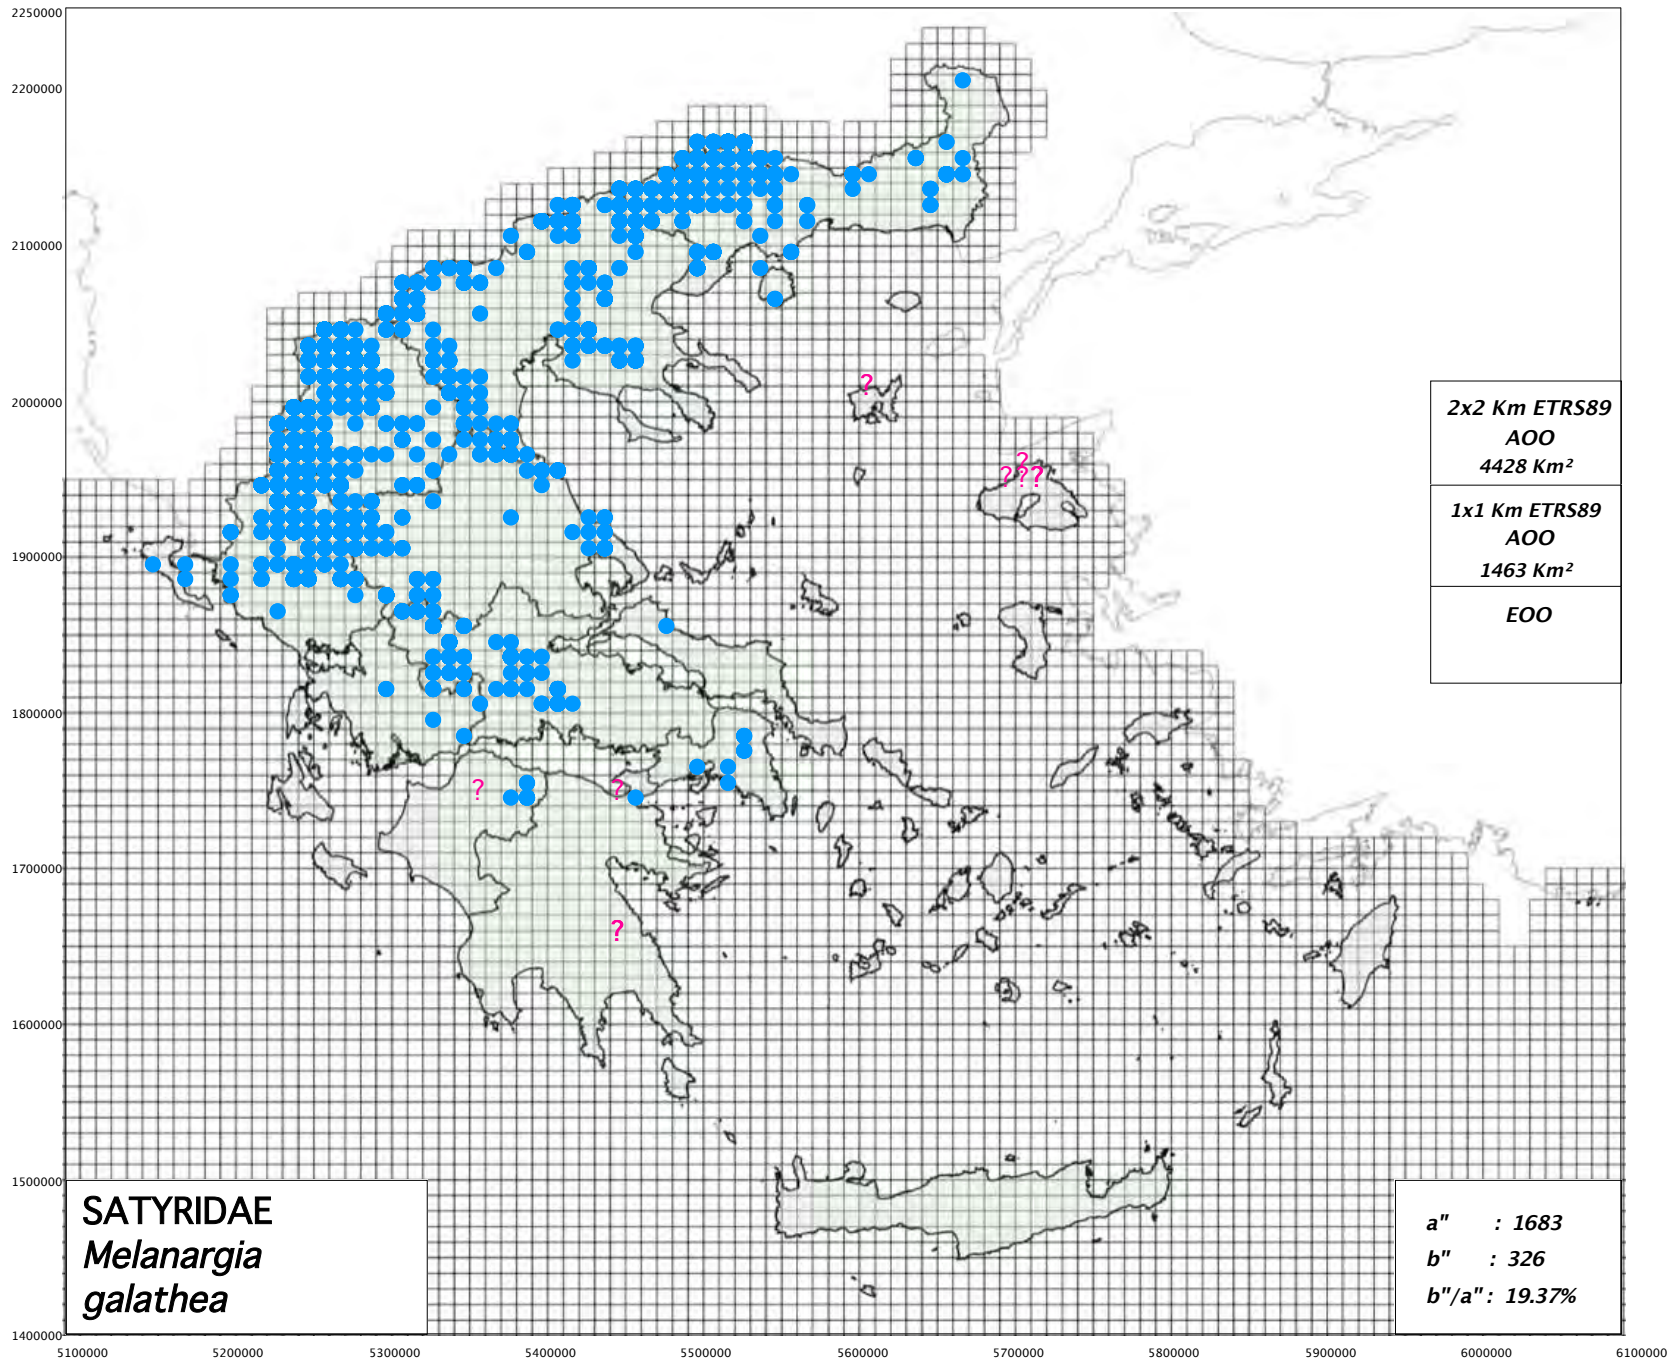 2250000
2200000
2100000
2000000
1900000
1800000
1700000
1600000
1500000
1400000
?
?
? ? ?
? ?
?
2x2 Km ETRS89
AOO
4428 Km²
1x1 Km ETRS89
AOO
1463 Km²
EOO
SATYRIDAE
Melanargia
galathea
a" : 1683
b" : 326
b"/a" : 19.37%
5100000 5200000 5300000 5400000 5500000 5600000 5700000 5800000 5900000 6000000 6100000